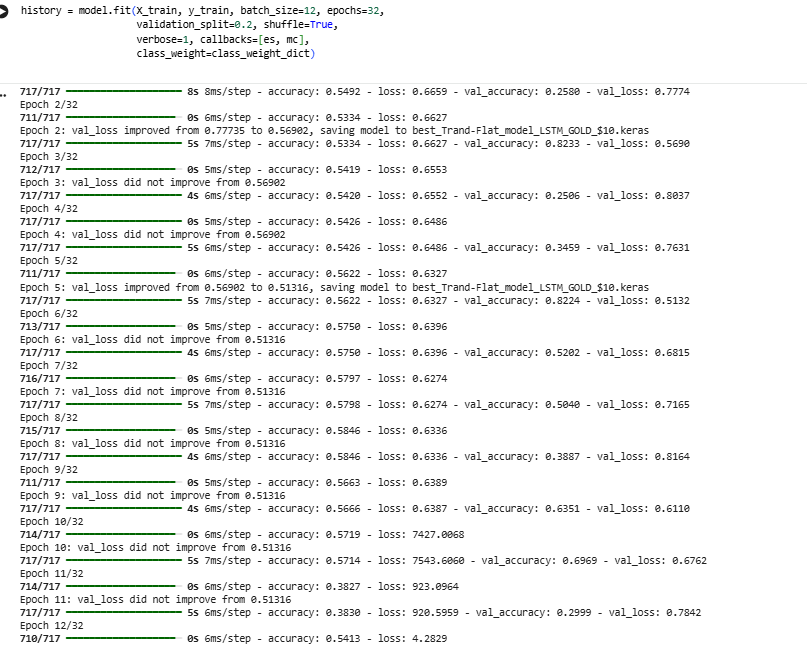 history = model.fit(X_train, y_train, batch_size=12, epochs=32,
validation_split=0.2, shuffle=True,
verbose=1, callbacks=[es, mc],
class_weight=class_weight_dict)
717/717 8s 8ms/step - accuracy: 0.5492 - loss: 0.6659 - val_accuracy: 0.2580 - val_loss: 0.7774
Epoch 2/32
711/717 0s 5ms/step - accuracy: 0.5334 - loss: 0.6627
Epoch 2: val_loss improved from 0.77735 to 0.56902, saving model to best_Trand-Flat_model_LSTM_GOLD_$10.keras
717/717 5s 7ms/step - accuracy: 0.5334 - loss: 0.6627 - val_accuracy: 0.8233 - val_loss: 0.5690
Epoch 3/32
712/717 0s 5ms/step - accuracy: 0.5419 - loss: 0.6553
Epoch 3: val_loss did not improve from 0.56902
717/717 4s 6ms/step - accuracy: 0.5420 - loss: 0.6552 - val_accuracy: 0.2506 - val_loss: 0.8037
Epoch 4/32
717/717 0s 5ms/step - accuracy: 0.5426 - loss: 0.6486
Epoch 4: val_loss did not improve from 0.56902
717/717 5s 6ms/step - accuracy: 0.5426 - loss: 0.6486 - val_accuracy: 0.3459 - val_loss: 0.7631
Epoch 5/32
711/717 0s 6ms/step - accuracy: 0.5622 - loss: 0.6327
Epoch 5: val_loss improved from 0.56902 to 0.51316, saving model to best_Trand-Flat_model_LSTM_GOLD_$10.keras
717/717 5s 7ms/step - accuracy: 0.5622 - loss: 0.6327 - val_accuracy: 0.8224 - val_loss: 0.5132
Epoch 6/32
713/717 0s 5ms/step - accuracy: 0.5750 - loss: 0.6396
Epoch 6: val_loss did not improve from 0.51316
717/717 4s 6ms/step - accuracy: 0.5750 - loss: 0.6396 - val_accuracy: 0.5202 - val_loss: 0.6815
Epoch 7/32
716/717 0s 6ms/step - accuracy: 0.5797 - loss: 0.6274
Epoch 7: val_loss did not improve from 0.51316
717/717 5s 7ms/step - accuracy: 0.5798 - loss: 0.6274 - val_accuracy: 0.5040 - val_loss: 0.7165
Epoch 8/32
715/717 0s 5ms/step - accuracy: 0.5846 - loss: 0.6336
Epoch 8: val_loss did not improve from 0.51316
717/717 4s 6ms/step - accuracy: 0.5846 - loss: 0.6336 - val_accuracy: 0.3887 - val_loss: 0.8164
Epoch 9/32
711/717 0s 5ms/step - accuracy: 0.5663 - loss: 0.6389
Epoch 9: val_loss did not improve from 0.51316
717/717 4s 6ms/step - accuracy: 0.5666 - loss: 0.6387 - val_accuracy: 0.6351 - val_loss: 0.6110
Epoch 10/32
714/717 0s 6ms/step - accuracy: 0.5719 - loss: 7427.0068
Epoch 10: val_loss did not improve from 0.51316
717/717 5s 7ms/step - accuracy: 0.5714 - loss: 7543.6060 - val_accuracy: 0.6969 - val_loss: 0.6762
Epoch 11/32
714/717 0s 6ms/step - accuracy: 0.3827 - loss: 923.0964
Epoch 11: val_loss did not improve from 0.51316
717/717 5s 6ms/step - accuracy: 0.3830 - loss: 920.5959 - val_accuracy: 0.2999 - val_loss: 0.7842
Epoch 12/32
710/717 0s 6ms/step - accuracy: 0.5413 - loss: 4.2829